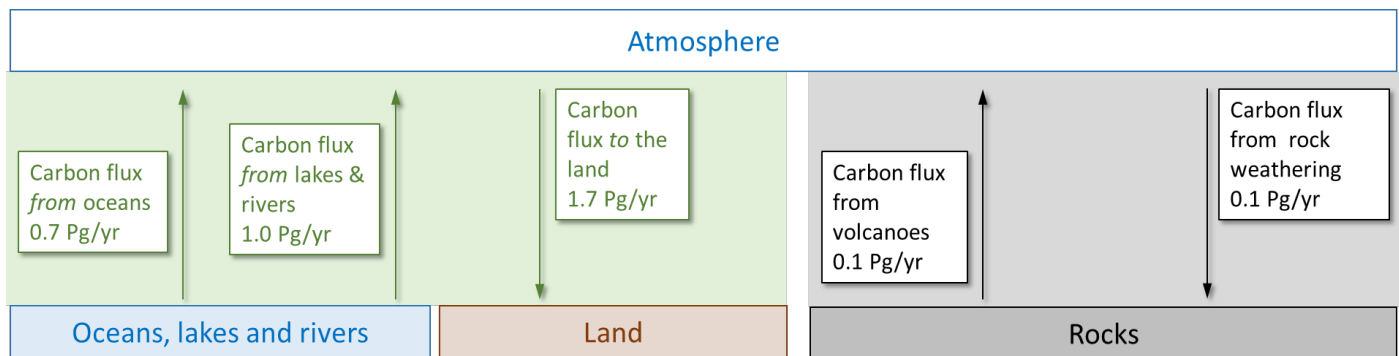 Atmosphere
Carbon flux
from oceans
0.7 Pg/yr
Carbon flux
from lakes &
rivers
1.0 Pg/yr
Carbon
flux to the
land
1.7 Pg/yr
Carbon flux
from
volcanoes
0.1 Pg/yr
Carbon flux
from rock
weathering
0.1 Pg/yr
Oceans, lakes and rivers
Land
Rocks